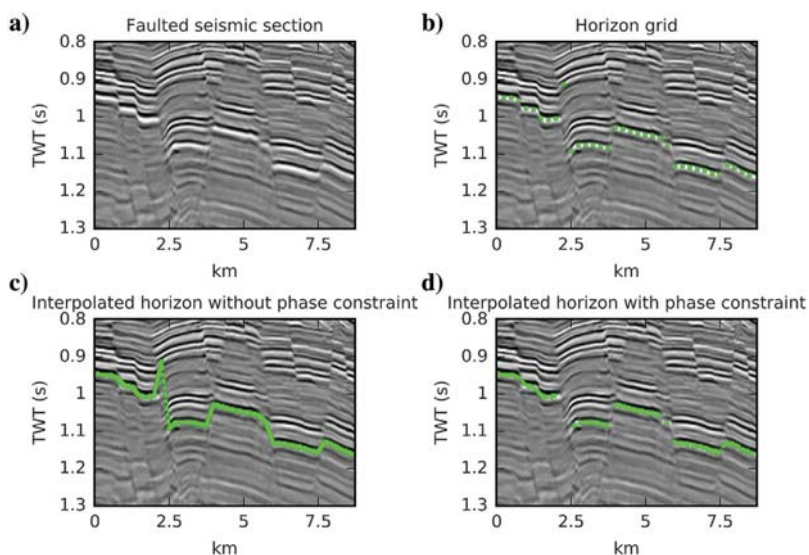 a) Faulted seismic section
0.8
0.9
1
1.1
1.2
1.3
TWT (s)
0 2.5 5 7.5
km
b) Horizon grid
0.8
0.9
1
1.1
1.2
1.3
TWT (s)
0 2.5 5 7.5
km
c) Interpolated horizon without phase constraint
0.8
0.9
1
1.1
1.2
1.3
TWT (s)
0 2.5 5 7.5
km
d) Interpolated horizon with phase constraint
0.8
0.9
1
1.1
1.2
1.3
TWT (s)
0 2.5 5 7.5
km